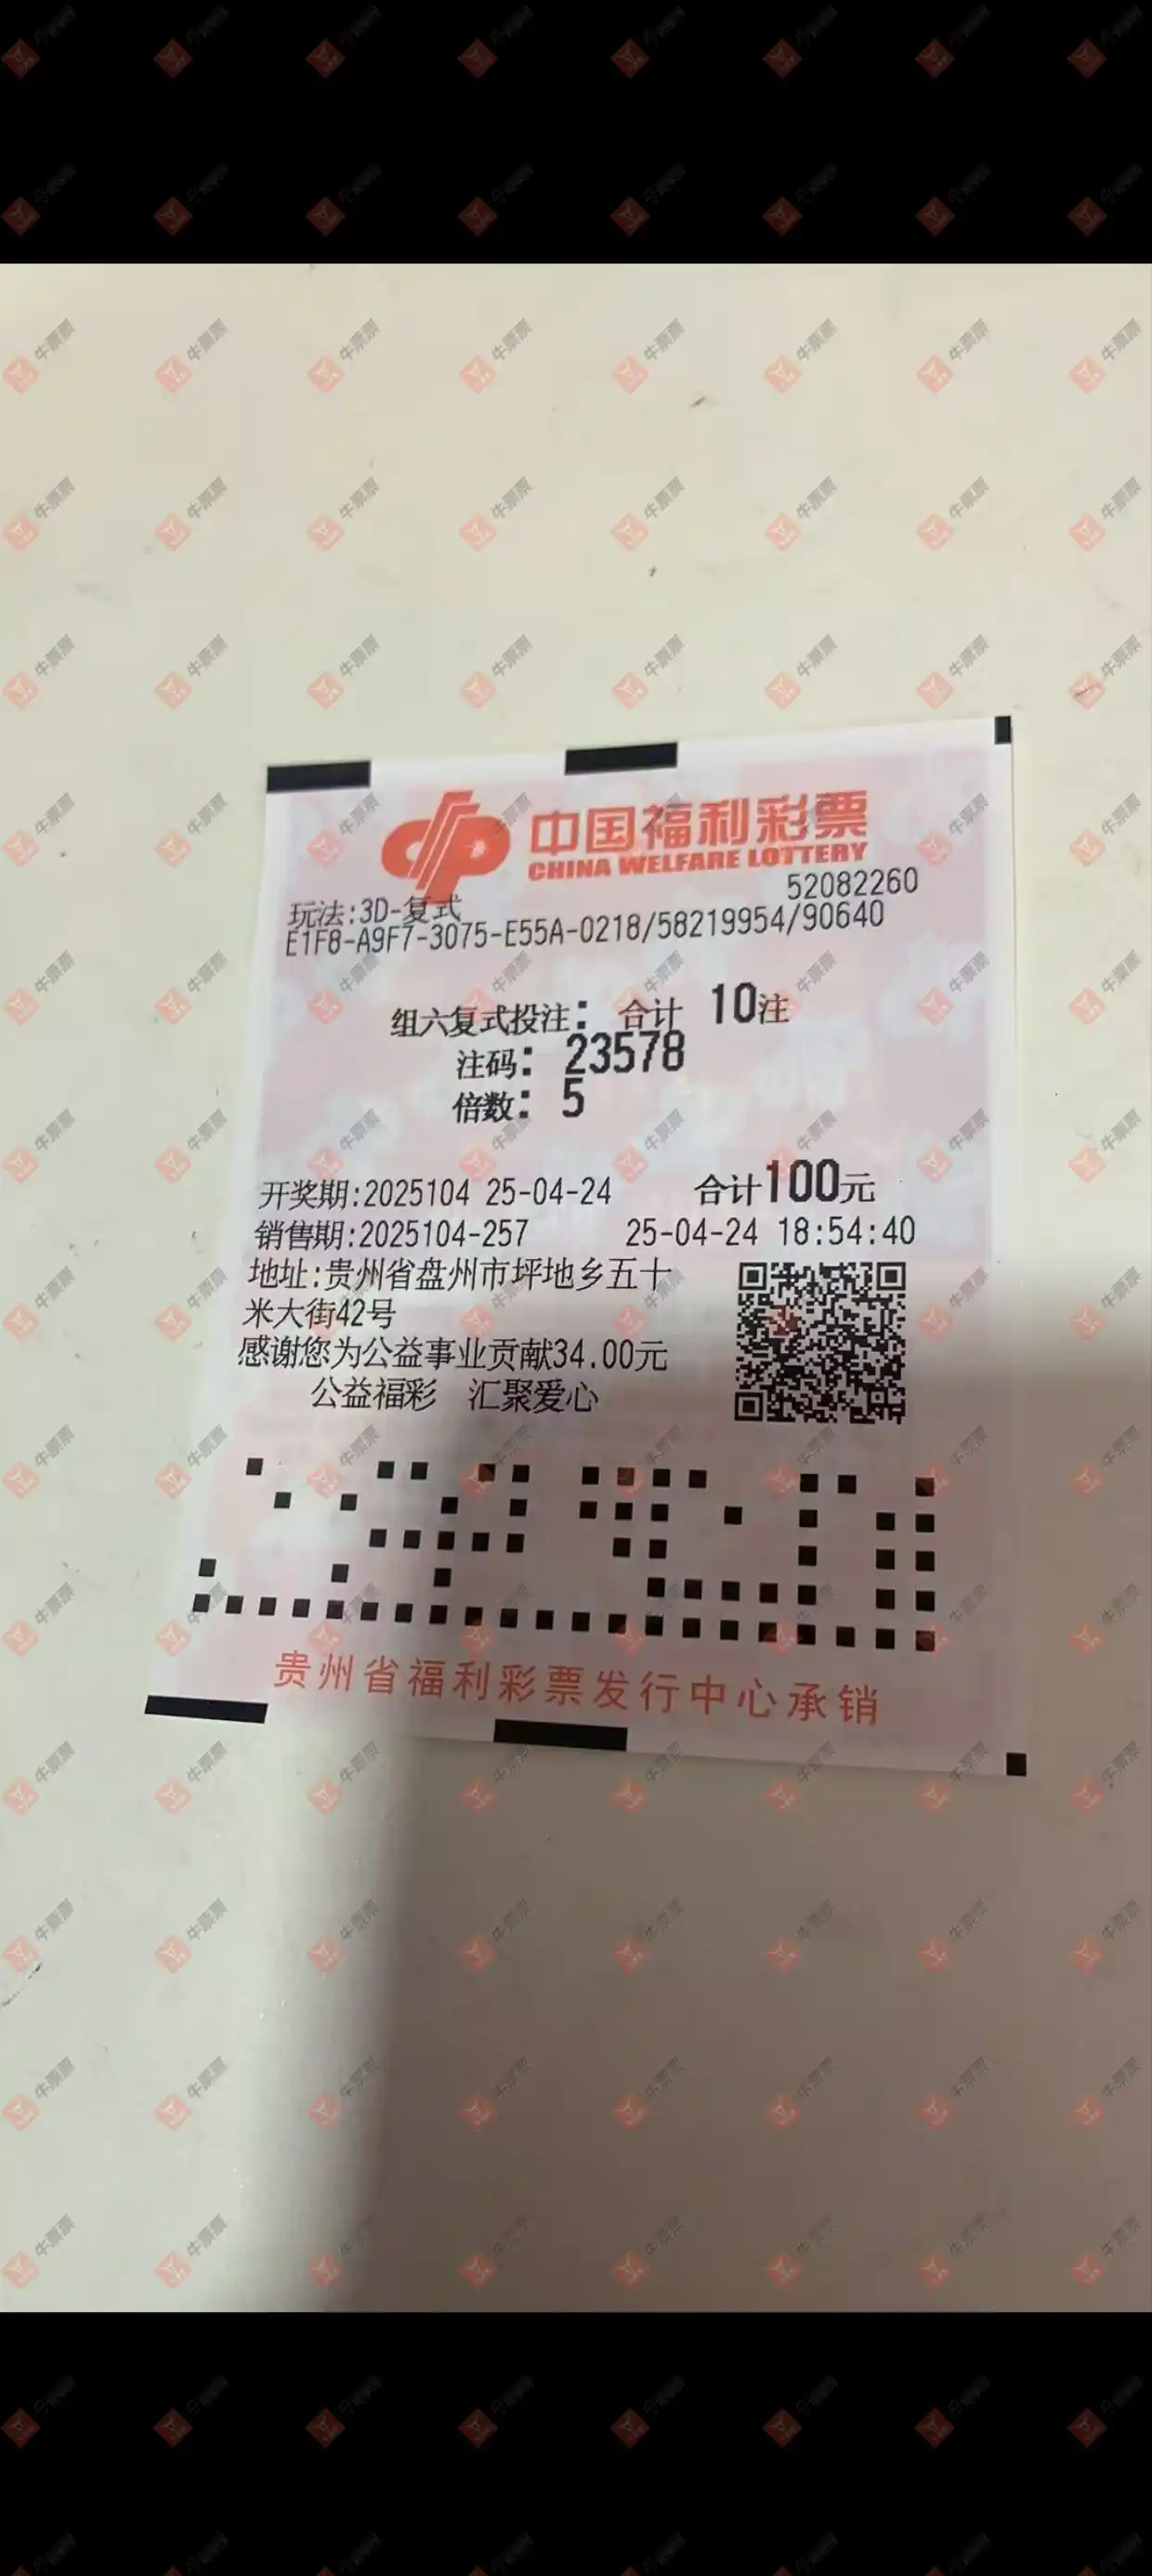 中国福利彩票
CHINA WELFARE LOTTERY
52082260
玩法:3D-复式
E1F8-A9F7-3075-E55A-0218/58219954/90640
组六复式投注: 合计 10注
注码: 23578
倍数: 5
开奖期:2025104 25-04-24 合计100元
销售期:2025104-257 25-04-24 18:54:40
地址:贵州省盘州市坪地乡五十
米大街42号
感谢您为公益事业贡献34.00元
公益福彩 汇聚爱心
贵州省福利彩票发行中心承销
牛票票